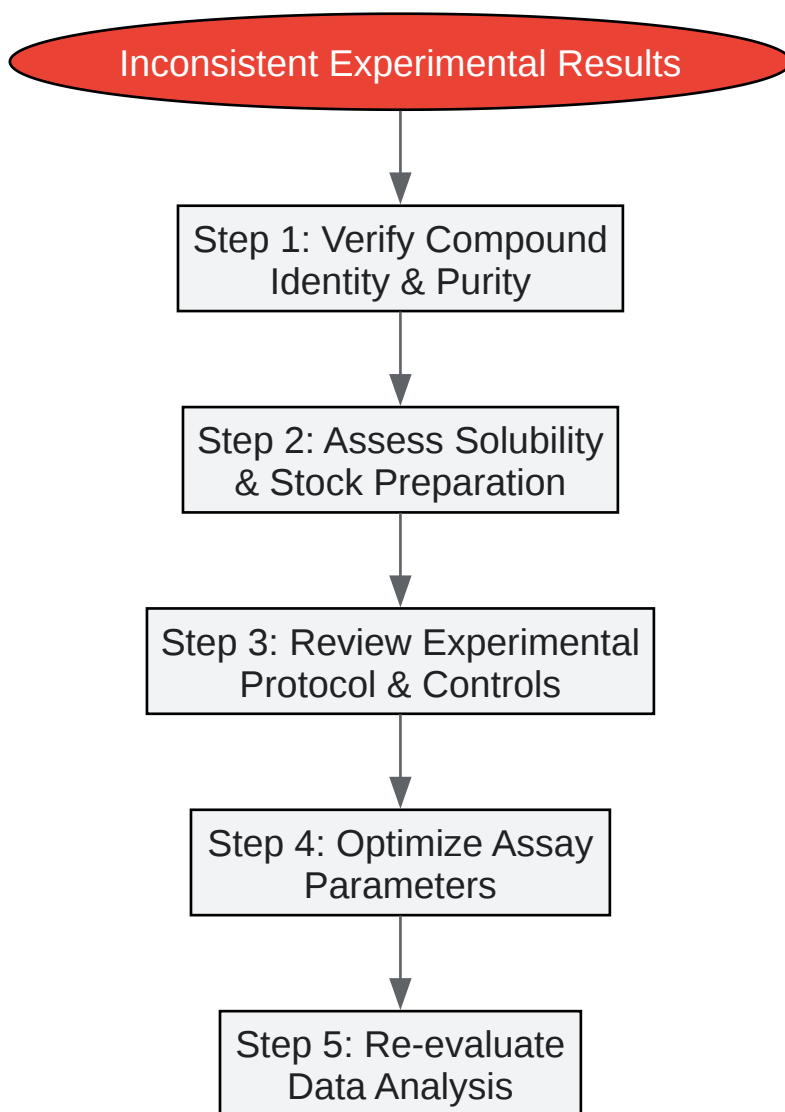 Inconsistent Experimental Results
Step 1: Verify Compound
Identity & Purity
Step 2: Assess Solubility
& Stock Preparation
Step 3: Review Experimental
Protocol & Controls
Step 4: Optimize Assay
Parameters
Step 5: Re-evaluate
Data Analysis